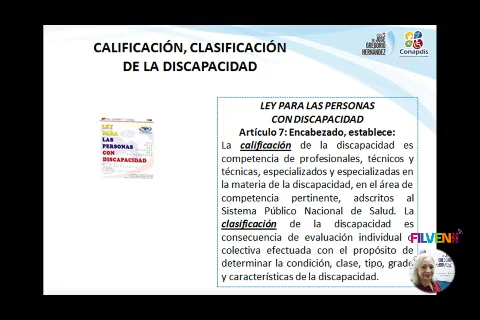 CALIFICACIÓN, CLASIFICACIÓN
DE LA DISCAPACIDAD
JOSÉ
GREGORIO
HERNÁNDEZ
Conapdis
LEY
PARA
LAS
PERSONAS
CON
DISCAPACIDAD
LEY PARA LAS PERSONAS
CON DISCAPACIDAD
Artículo 7: Encabezado, establece:
La calificación de la discapacidad es
competencia de profesionales, técnicos y
técnicas, especializados y especializadas en
la materia de la discapacidad, en el área de
competencia pertinente, adscritos al
Sistema Público Nacional de Salud. La
clasificación de la discapacidad es
consecuencia de evaluación individual
colectiva efectuada con el propósito de
determinar la condición, clase, tipo, grado
y características de la discapacidad.
FILVEN